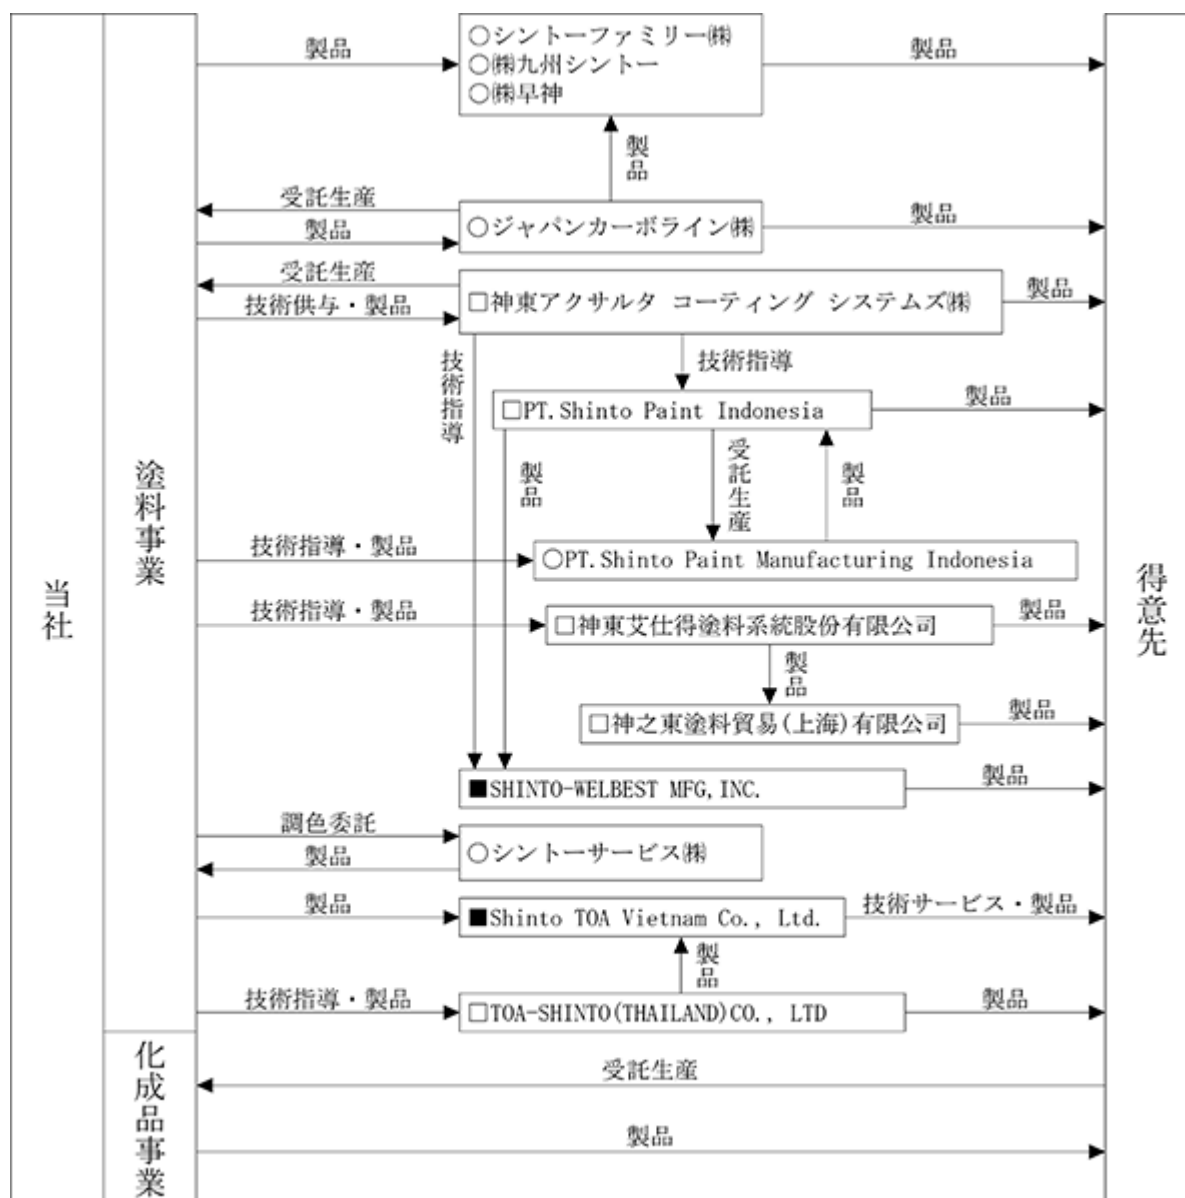 当社
塗料事業
化成品事業
得意先
製品
○シントーファミリー㈱
○㈱九州シントー
○㈱早神
製品
製品
受託生産
製品
○ジャパンカーボライン㈱
製品
受託生産
技術供与・製品
□神東アクサルタ コーティング システムズ㈱
製品
技術指導
技術指導
□PT.Shinto Paint Indonesia
製品
製品
受託生産
製品
技術指導・製品
○PT.Shinto Paint Manufacturing Indonesia
技術指導・製品
□神東艾仕得塗料系統股份有限公司
製品
製品
□神之東塗料貿易(上海)有限公司
製品
■SHINTO-WELBEST MFG,INC.
製品
調色委託
製品
○シントーサービス㈱
製品
■Shinto TOA Vietnam Co., Ltd.
技術サービス・製品
製品
技術指導・製品
□TOA-SHINTO(THAILAND)CO., LTD
製品
受託生産
製品